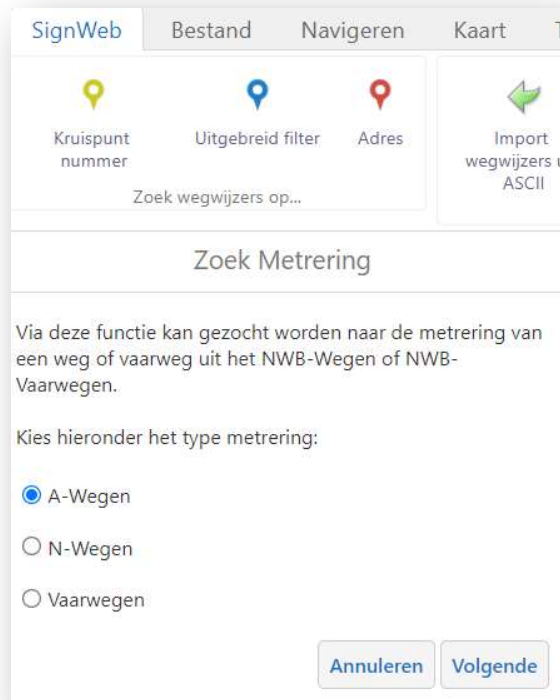 SignWeb Bestand Navigeren Kaart
Kruispunt nummer
Uitgebreid filter
Adres
Import
wegwijzers
ASCII
Zoek wegwijzers op...
Zoek Metrering
Via deze functie kan gezocht worden naar de metrering van
een weg of vaarweg uit het NWB-Wegen of NWB-
Vaarwegen.
Kies hieronder het type metrering:
A-Wegen
N-Wegen
Vaarwegen
Annuleren Volgende